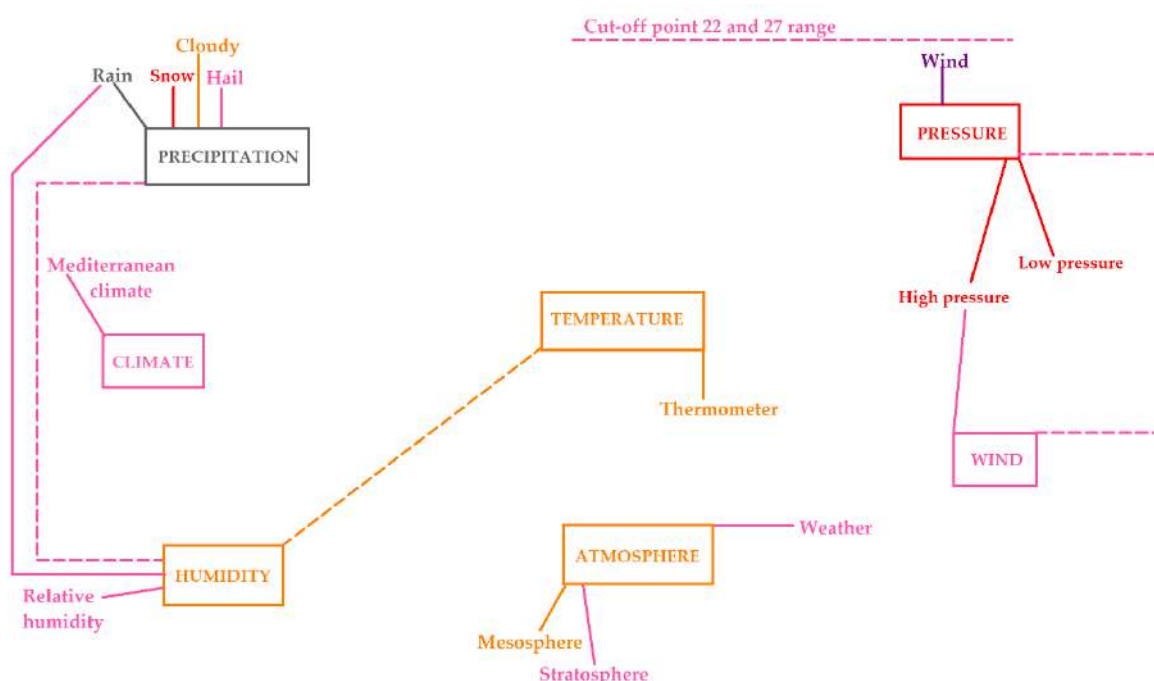 Cut-off point 22 and 27 range
Cloudy
Rain
Snow
Hail
Wind
PRECIPITATION
PRESSURE
Mediterranean
climate
Low pressure
High pressure
TEMPERATURE
CLIMATE
Thermometer
WIND
Weather
ATMOSPHERE
HUMIDITY
Relative
humidity
Mesosphere
Stratosphere